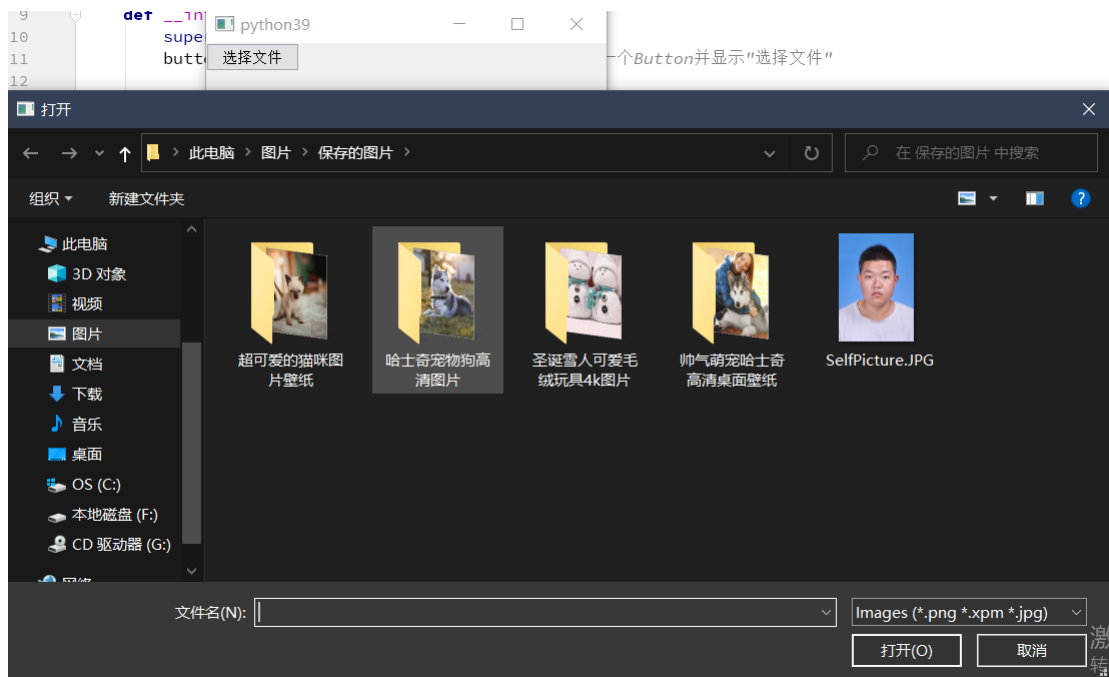 9
def __in
python39
10
supe
11
butt
选择文件
一个Button并显示"选择文件"
12
打开
此电脑 > 图片 > 保存的图片 >
在 保存的图片 中搜索
组织
新建文件夹
?
此电脑
3D 对象
视频
图片
文档
下载
音乐
桌面
OS (C:)
本地磁盘 (F:)
CD 驱动器 (G:)
网络
超可爱的猫咪图
片壁纸
哈士奇宠物狗高
清图片
圣诞雪人可爱毛
绒玩具4k图片
帅气萌宠哈士奇
高清桌面壁纸
SelfPicture.JPG
文件名(N):
Images (*.png *.xpm *.jpg)
打开(O)
取消
激
转